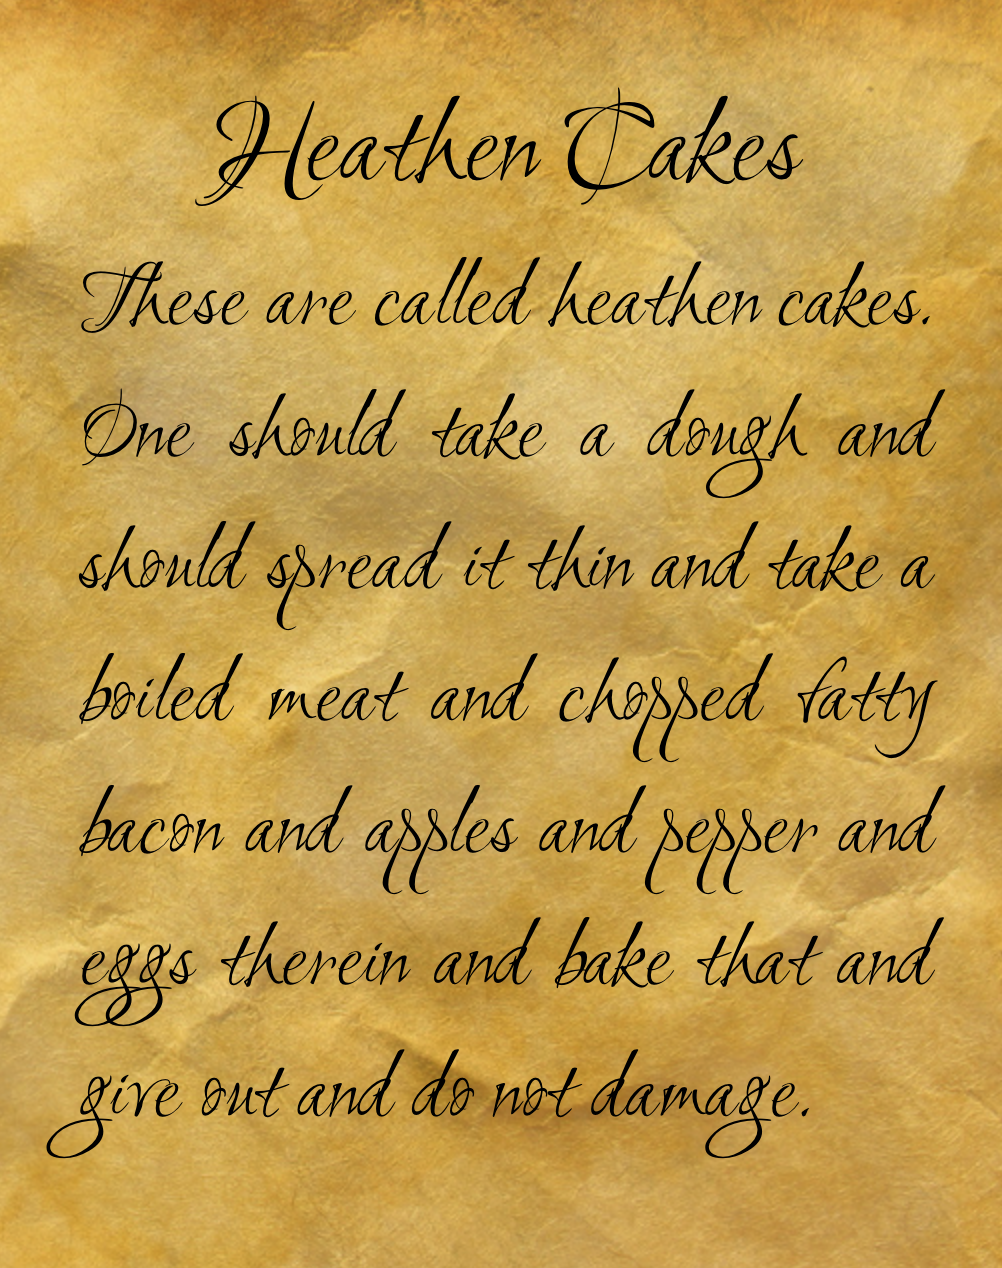 Heathen Cakes
These are called heathen cakes.
One should take a dough and
should spread it thin and take a
boiled meat and chopped fatty
bacon and apples and pepper and
eggs therein and bake that and
give out and do not damage.